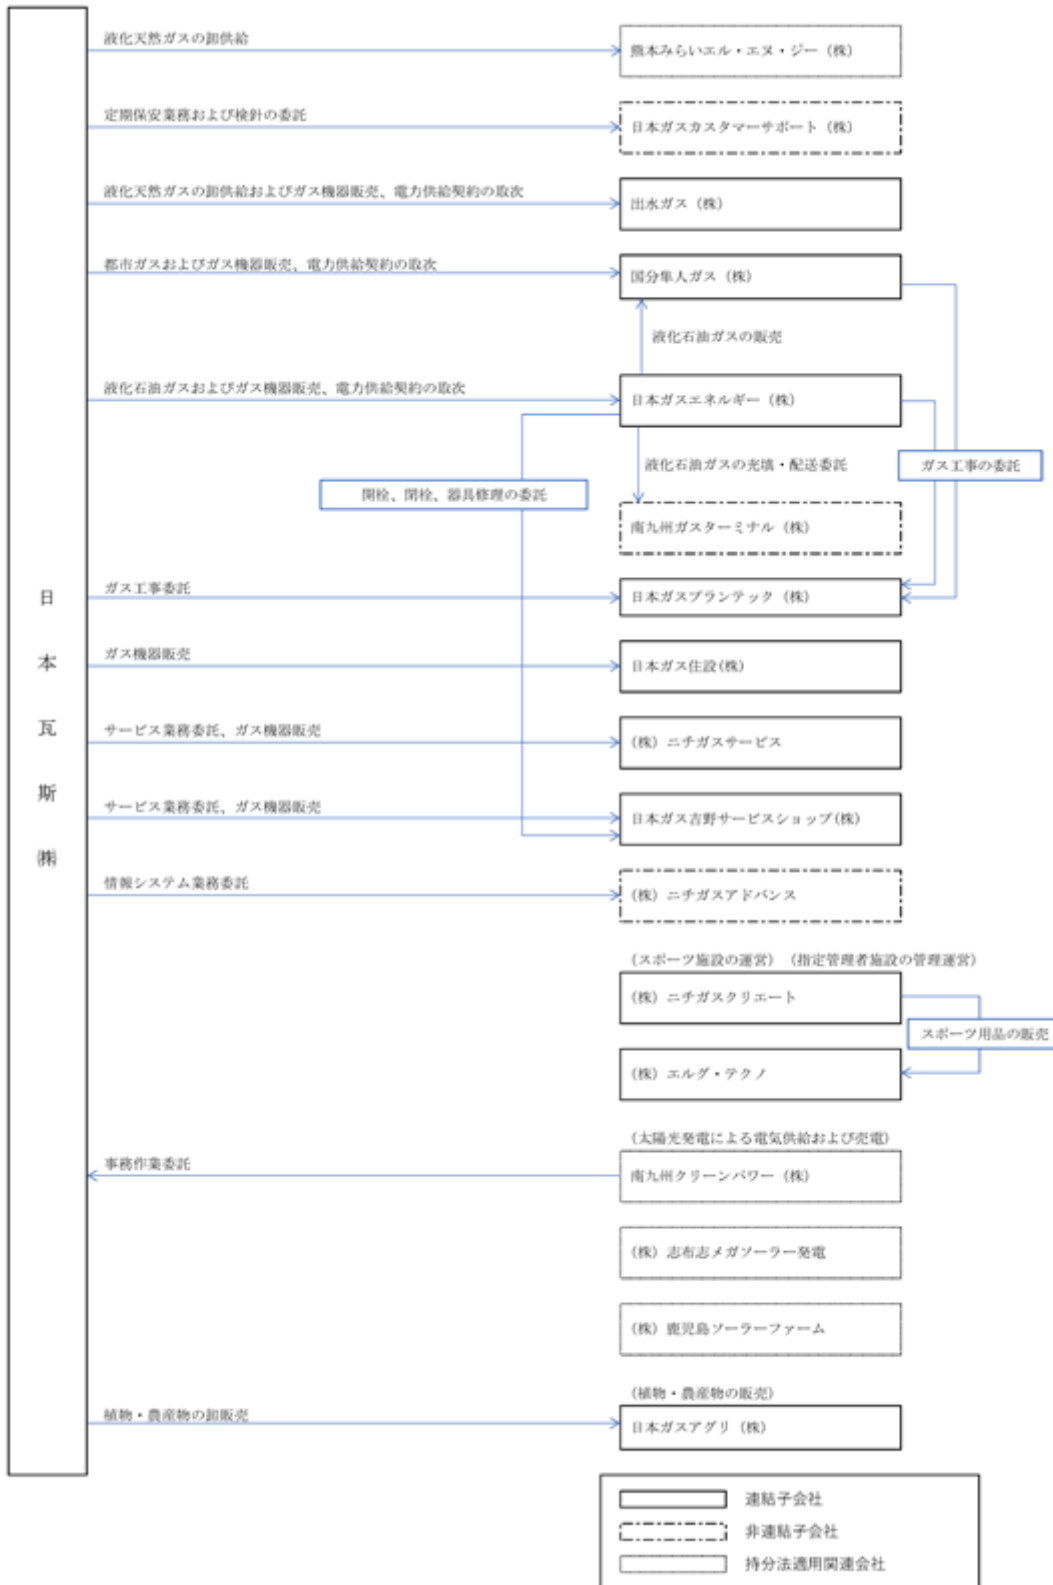 日本瓦斯㈱
液化天然ガスの卸供給
熊本みらいエル・エヌ・ジー（株）
定期保安業務および検針の委託
日本ガスカスタマーサポート（株）
液化天然ガスの卸供給およびガス機器販売、電力供給契約の取次
出水ガス（株）
都市ガスおよびガス機器販売、電力供給契約の取次
国分隼人ガス（株）
液化石油ガスの販売
液化石油ガスおよびガス機器販売、電力供給契約の取次
日本ガスエネルギー（株）
液化石油ガスの充填・配送委託
ガス工事の委託
開栓、閉栓、器具修理の委託
南九州ガスターミナル（株）
ガス工事委託
日本ガスプランテック（株）
ガス機器販売
日本ガス住設(株)
サービス業務委託、ガス機器販売
（株）ニチガスサービス
サービス業務委託、ガス機器販売
日本ガス吉野サービスショップ(株)
情報システム業務委託
（株）ニチガスアドバンス
（スポーツ施設の運営）（指定管理者施設の管理運営）
（株）ニチガスクリエート
スポーツ用品の販売
（株）エルグ・テクノ
（太陽光発電による電気供給および売電）
事務作業委託
南九州クリーンパワー（株）
（株）志布志メガソーラー発電
（株）鹿児島ソーラーファーム
（植物・農産物の販売）
植物・農産物の卸販売
日本ガスアグリ（株）
連結子会社
非連結子会社
持分法適用関連会社